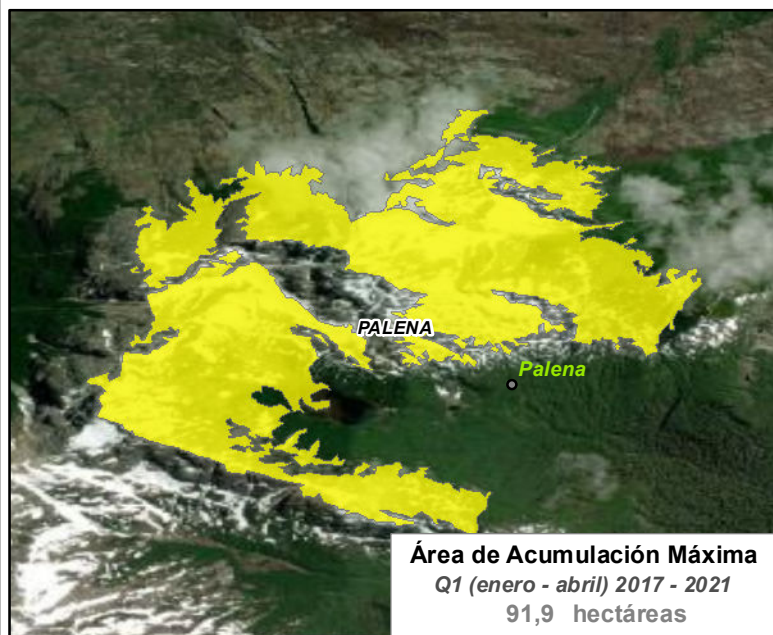 PALENA
Palena
Área de Acumulación Máxima
Q1 (enero - abril) 2017 - 2021
91,9 hectáreas